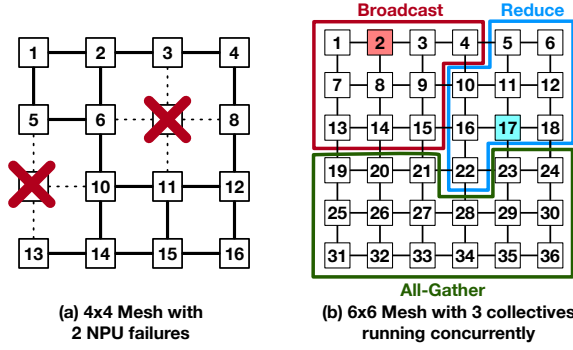 Broadcast
Reduce
1 2 3 4
5 6 8
10 11 12
13 14 15 16
1 2 3 4 5 6
7 8 9 10 11 12
13 14 15 16 17 18
19 20 21 22 23 24
25 26 27 28 29 30
31 32 33 34 35 36
All-Gather
(a) 4x4 Mesh with
2 NPU failures
(b) 6x6 Mesh with 3 collectives
running concurrently